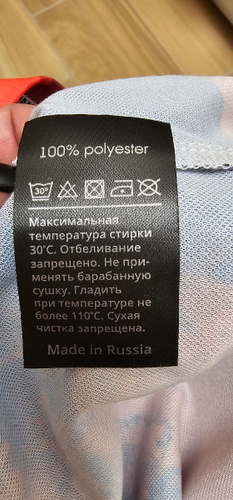 100% polyester
30°
Максимальная
температура стирки
30°C. Отбеливание
запрещено. Не при-
менять барабанную
сушку. Гладить
при температуре не
более 110°C. Сухая
чистка запрещена.
Made in Russia